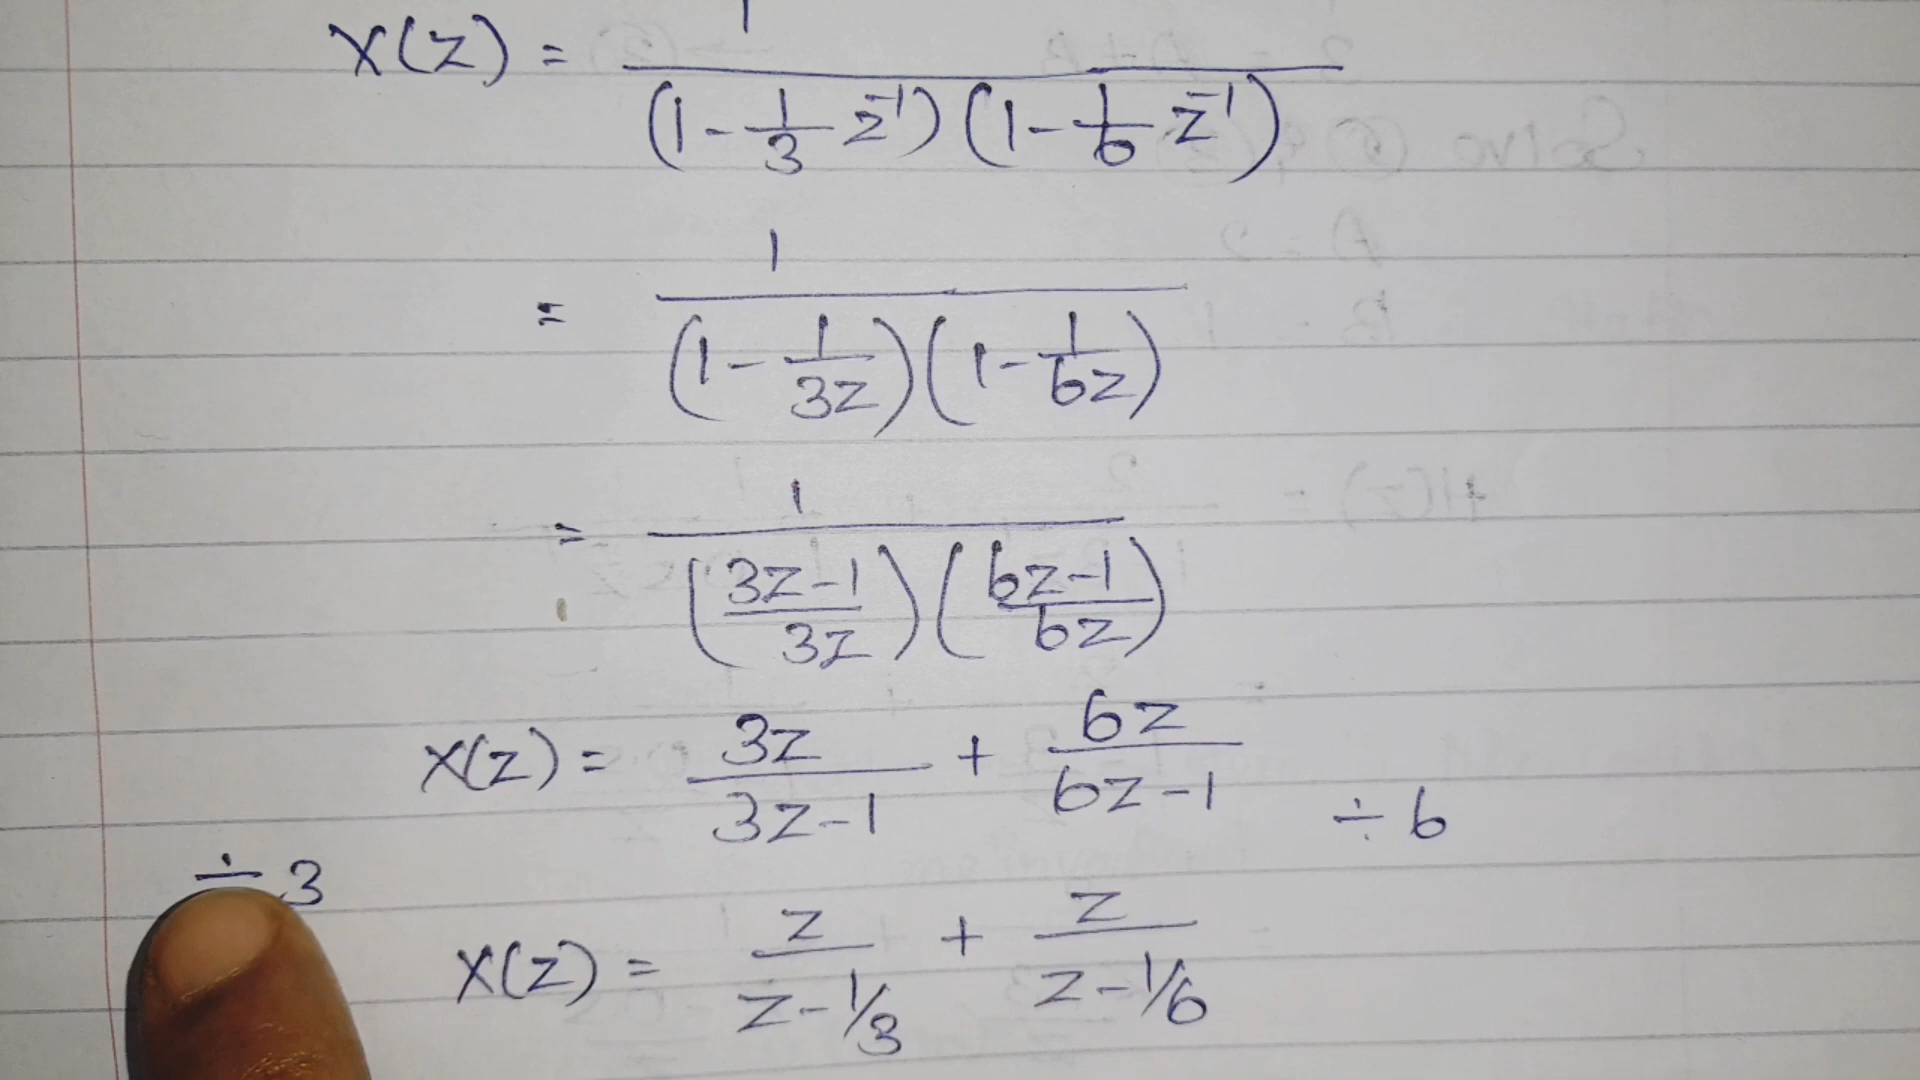 X(Z) = 1 / (1 - 1/3 z⁻¹)(1 - 1/6 z⁻¹)
= 1 / (1 - 1/3z)(1 - 1/6z)
= 1 / ((3z-1)/3z)((6z-1)/6z)
X(z) = 3z/(3z-1) + 6z/(6z-1) ÷ 6
÷ 3
X(z) = z/(z-1/3) + z/(z-1/6)